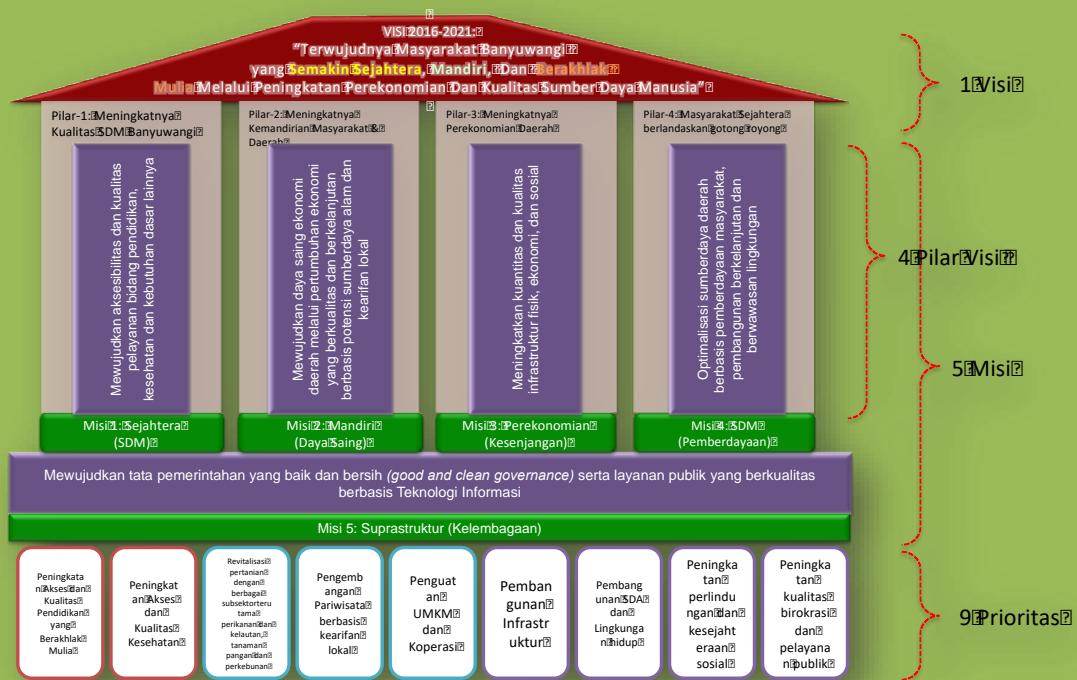 VISI 2016-2021:
“Terwujudnya Masyarakat Banyuwangi
yang Semakin Sejahtera, Mandiri, Dan Berakhlak
Mulia Melalui Peningkatan Perekonomian Dan Kualitas Sumber Daya Manusia”
1 Visi
Pilar-1: Meningkatnya
Kualitas SDM Banyuwangi
Pilar-2: Meningkatnya
Kemandirian Masyarakat &
Daerah
Pilar-3: Meningkatnya
Perekonomian Daerah
Pilar-4: Masyarakat Sejahtera
berlandaskan gotong royong
Mewujudkan aksesibilitas dan kualitas
pelayanan bidang pendidikan,
kesehatan dan kebutuhan dasar lainnya
Mewujudkan daya saing ekonomi
daerah melalui pertumbuhan ekonomi
yang berkualitas dan berkelanjutan
berbasis potensi sumberdaya alam dan
kearifan lokal
Meningkatkan kuantitas dan kualitas
infrastruktur fisik, ekonomi, dan sosial
Optimalisasi sumberdaya daerah
berbasis pemberdayaan masyarakat,
pembangunan berkelanjutan dan
berwawasan lingkungan
4 Pilar Visi
5 Misi
Misi 1: Sejahtera
(SDM)
Misi 2: Mandiri
(Daya Saing)
Misi 3: Perekonomian
(Kesenjangan)
Misi 4: SDM
(Pemberdayaan)
Mewujudkan tata pemerintahan yang baik dan bersih (good and clean governance) serta layanan publik yang berkualitas
berbasis Teknologi Informasi
Misi 5: Suprastruktur (Kelembagaan)
Peningkata
n Akses dan
Kualitas
Pendidikan
yang
Berakhlak
Mulia
Peningkat
an Akses
dan
Kualitas
Kesehatan
Revitalisasi
pertanian
dengan
berbagai
subsektorteru
tama
perikanan dan
kelautan,
tanaman
pangan dan
perkebunan
Pengemb
angan
Pariwisata
berbasis
kearifan
lokal
Penguat
an
UMKM
dan
Koperasi
Pemban
gunan
Infrastr
uktur
Pembang
unan SDA
dan
Lingkunga
n hidup
Peningka
tan
perlindu
ngan dan
kesejaht
eraan
sosial
Peningka
tan
kualitas
birokrasi
dan
pelayana
n publik
9 Prioritas